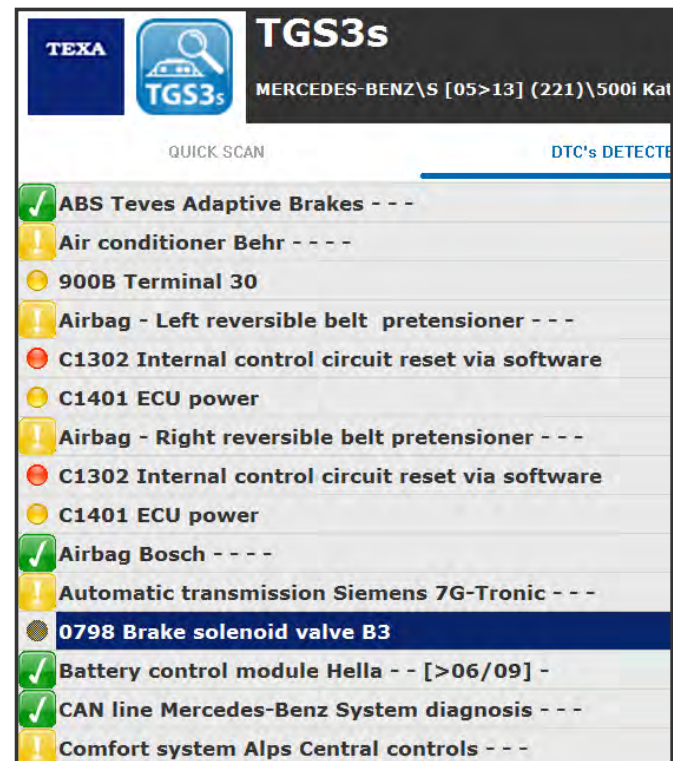 TEXA
TGS3s
TGS3s
MERCEDES-BENZ\S [05>13] (221)\500i Kat
QUICK SCAN
DTC's DETECTE
ABS Teves Adaptive Brakes - - -
Air conditioner Behr - - - -
900B Terminal 30
Airbag - Left reversible belt pretensioner - - -
C1302 Internal control circuit reset via software
C1401 ECU power
Airbag - Right reversible belt pretensioner - - -
C1302 Internal control circuit reset via software
C1401 ECU power
Airbag Bosch - - - -
Automatic transmission Siemens 7G-Tronic - - -
0798 Brake solenoid valve B3
Battery control module Hella - - [>06/09] -
CAN line Mercedes-Benz System diagnosis - - -
Comfort system Alps Central controls - - -